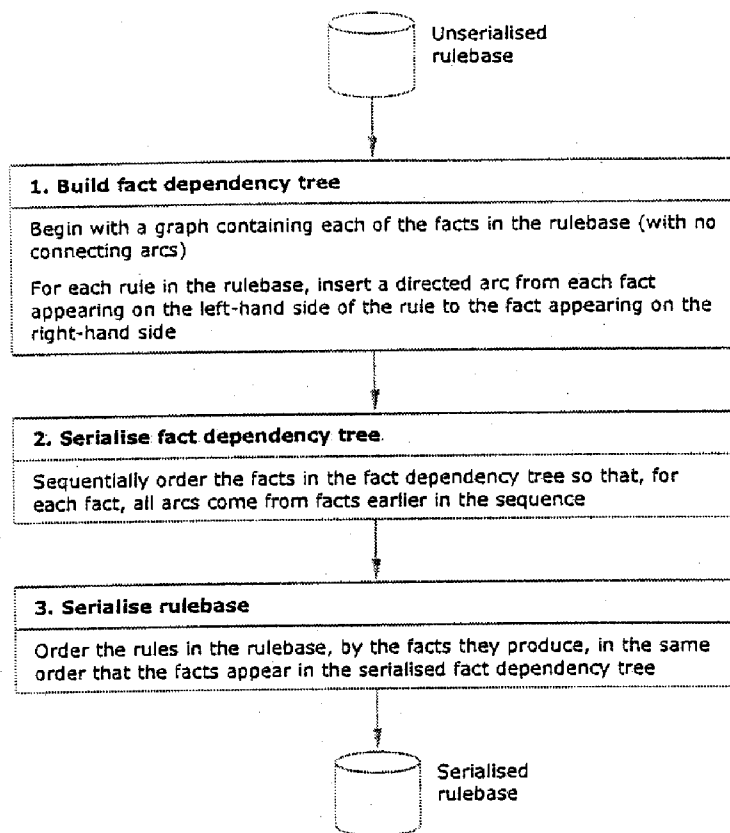 Unserialised
rulebase
1. Build fact dependency tree
Begin with a graph containing each of the facts in the rulebase (with no
connecting arcs)
For each rule in the rulebase, insert a directed arc from each fact
appearing on the left-hand side of the rule to the fact appearing on the
right-hand side
2. Serialise fact dependency tree
Sequentially order the facts in the fact dependency tree so that, for
each fact, all arcs come from facts earlier in the sequence
3. Serialise rulebase
Order the rules in the rulebase, by the facts they produce, in the same
order that the facts appear in the serialised fact dependency tree
Serialised
rulebase